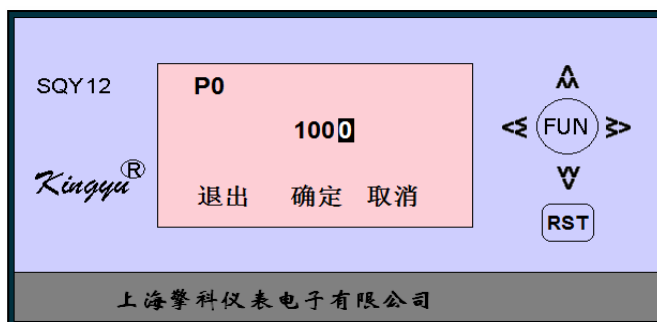 SQY12
P0
1000
Kingyu®
退出 确定 取消
FUN
RST
上海擎科仪表电子有限公司